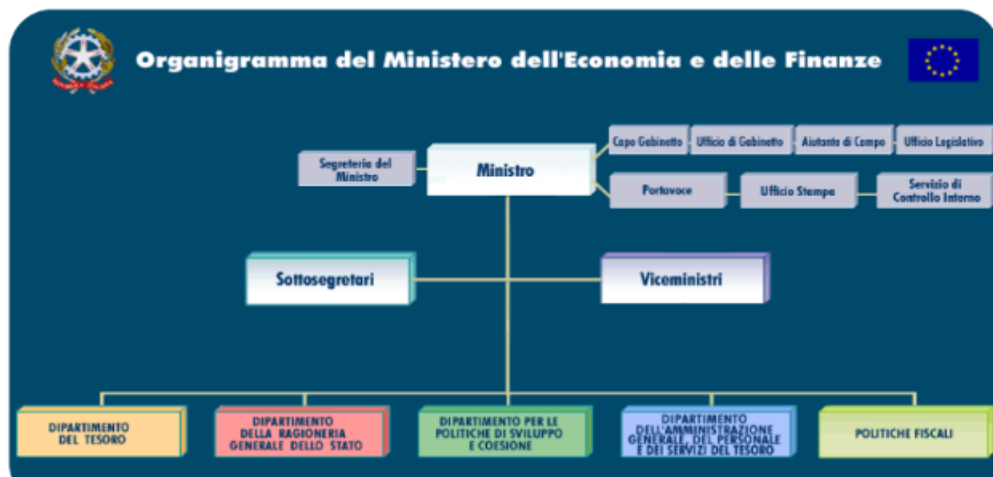 Organigramma del Ministero dell'Economia e delle Finanze
Capo Gabinetto
Ufficio di Gabinetto
Aiutante di Campo
Ufficio Legislativo
Segreteria del
Ministro
Ministro
Portavoce
Ufficio Stampa
Servizio di
Controllo Interno
Sottosegretari
Viceministri
DIPARTIMENTO
DEL TESORO
DIPARTIMENTO
DELLA RAGIONERIA
GENERALE DELLO STATO
DIPARTIMENTO PER LE
POLITICHE DI SVILUPPO
E COESIONE
DIPARTIMENTO
DELL'AMMINISTRAZIONE
GENERALE, DEL PERSONALE
E DEI SERVIZI DEL TESORO
POLITICHE FISCALI